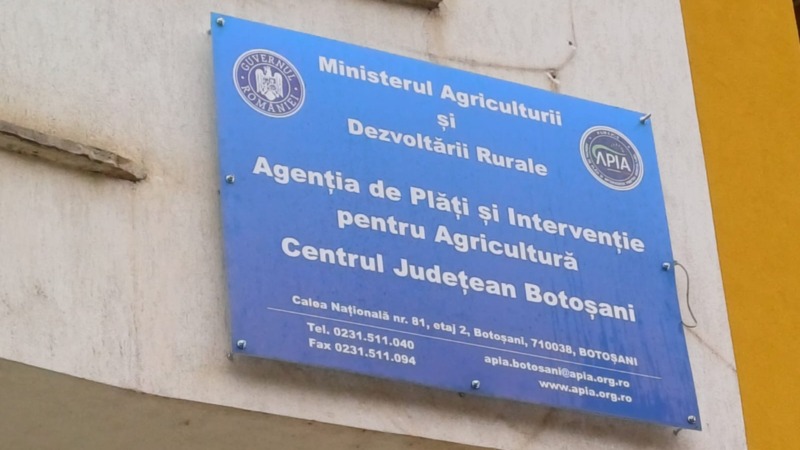 GUVERNUL
ROMÂNIEI
Ministerul Agriculturii
și
Dezvoltării Rurale
APIA
Agenția de Plăți și Intervenție
pentru Agricultură
Centrul Județean Botoșani
Calea Națională nr. 81, etaj 2, Botoșani, 710038, BOTOȘANI
Tel. 0231.511.040
Fax 0231.511.094
apia.botosani@apia.org.ro
www.apia.org.ro